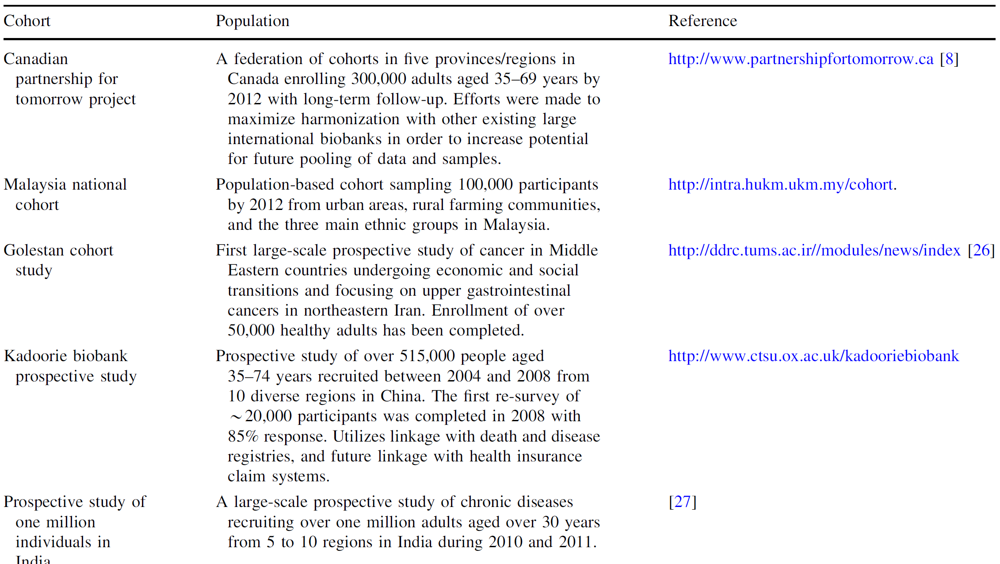 Cohort Population Reference
Canadian
partnership for
tomorrow project
A federation of cohorts in five provinces/regions in
Canada enrolling 300,000 adults aged 35–69 years by
2012 with long-term follow-up. Efforts were made to
maximize harmonization with other existing large
international biobanks in order to increase potential
for future pooling of data and samples.
http://www.partnershipfortomorrow.ca [8]
Malaysia national
cohort
Population-based cohort sampling 100,000 participants
by 2012 from urban areas, rural farming communities,
and the three main ethnic groups in Malaysia.
http://intra.hukm.ukm.my/cohort.
Golestan cohort
study
First large-scale prospective study of cancer in Middle
Eastern countries undergoing economic and social
transitions and focusing on upper gastrointestinal
cancers in northeastern Iran. Enrollment of over
50,000 healthy adults has been completed.
http://ddrc.tums.ac.ir//modules/news/index [26]
Kadoorie biobank
prospective study
Prospective study of over 515,000 people aged
35–74 years recruited between 2004 and 2008 from
10 diverse regions in China. The first re-survey of
~20,000 participants was completed in 2008 with
85% response. Utilizes linkage with death and disease
registries, and future linkage with health insurance
claim systems.
http://www.ctsu.ox.ac.uk/kadooriebiobank
Prospective study of
one million
individuals in
India
A large-scale prospective study of chronic diseases
recruiting over one million adults aged over 30 years
from 5 to 10 regions in India during 2010 and 2011.
[27]